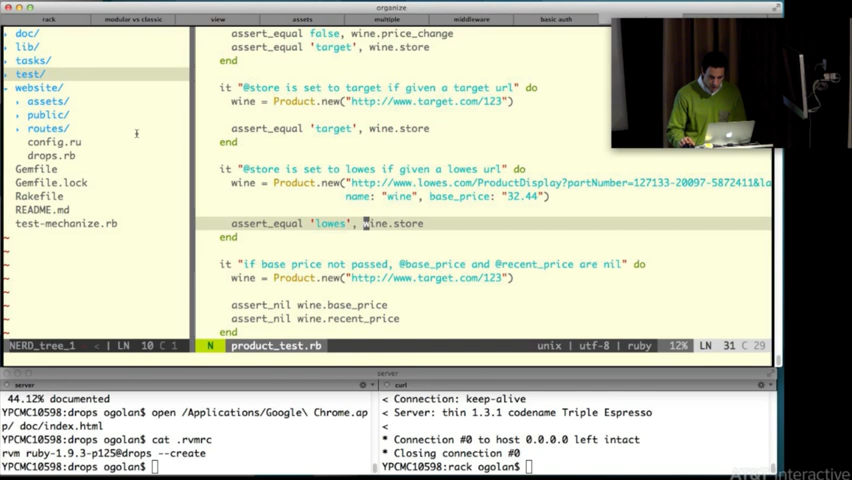 organize
rack
modular vs classic
view
assets
multiple
middleware
basic auth
doc/
lib/
tasks/
test/
website/
assets/
public/
routes/
config.ru
drops.rb
Gemfile
Gemfile.lock
Rakefile
README.md
test-mechanize.rb
~
~
~
~
~
~
~
~
NERD_tree_1 < | LN 10 C 1
assert_equal false, wine.price_change
assert_equal 'target', wine.store
end
it "@store is set to target if given a target url" do
wine = Product.new("http://www.target.com/123")
assert_equal 'target', wine.store
end
it "@store is set to lowes if given a lowes url" do
wine = Product.new("http://www.lowes.com/ProductDisplay?partNumber=127133-20097-5872411&la
name: "wine", base_price: "32.44")
assert_equal 'lowes', wine.store
end
it "if base price not passed, @base_price and @recent_price are nil" do
wine = Product.new("http://www.target.com/123")
assert_nil wine.base_price
assert_nil wine.recent_price
end
N product_test.rb unix | utf-8 | ruby 12% LN 31 C 29
server
server
44.12% documented
YPCMC10598:drops ogolan$ open /Applications/Google\ Chrome.ap
p/ doc/index.html
YPCMC10598:drops ogolan$ cat .rvmrc
rvm ruby-1.9.3-p125@drops --create
YPCMC10598:drops ogolan$
curl
< Connection: keep-alive
< Server: thin 1.3.1 codename Triple Espresso
<
* Connection #0 to host 0.0.0.0 left intact
* Closing connection #0
YPCMC10598:rack ogolan$
AT&T Interactive